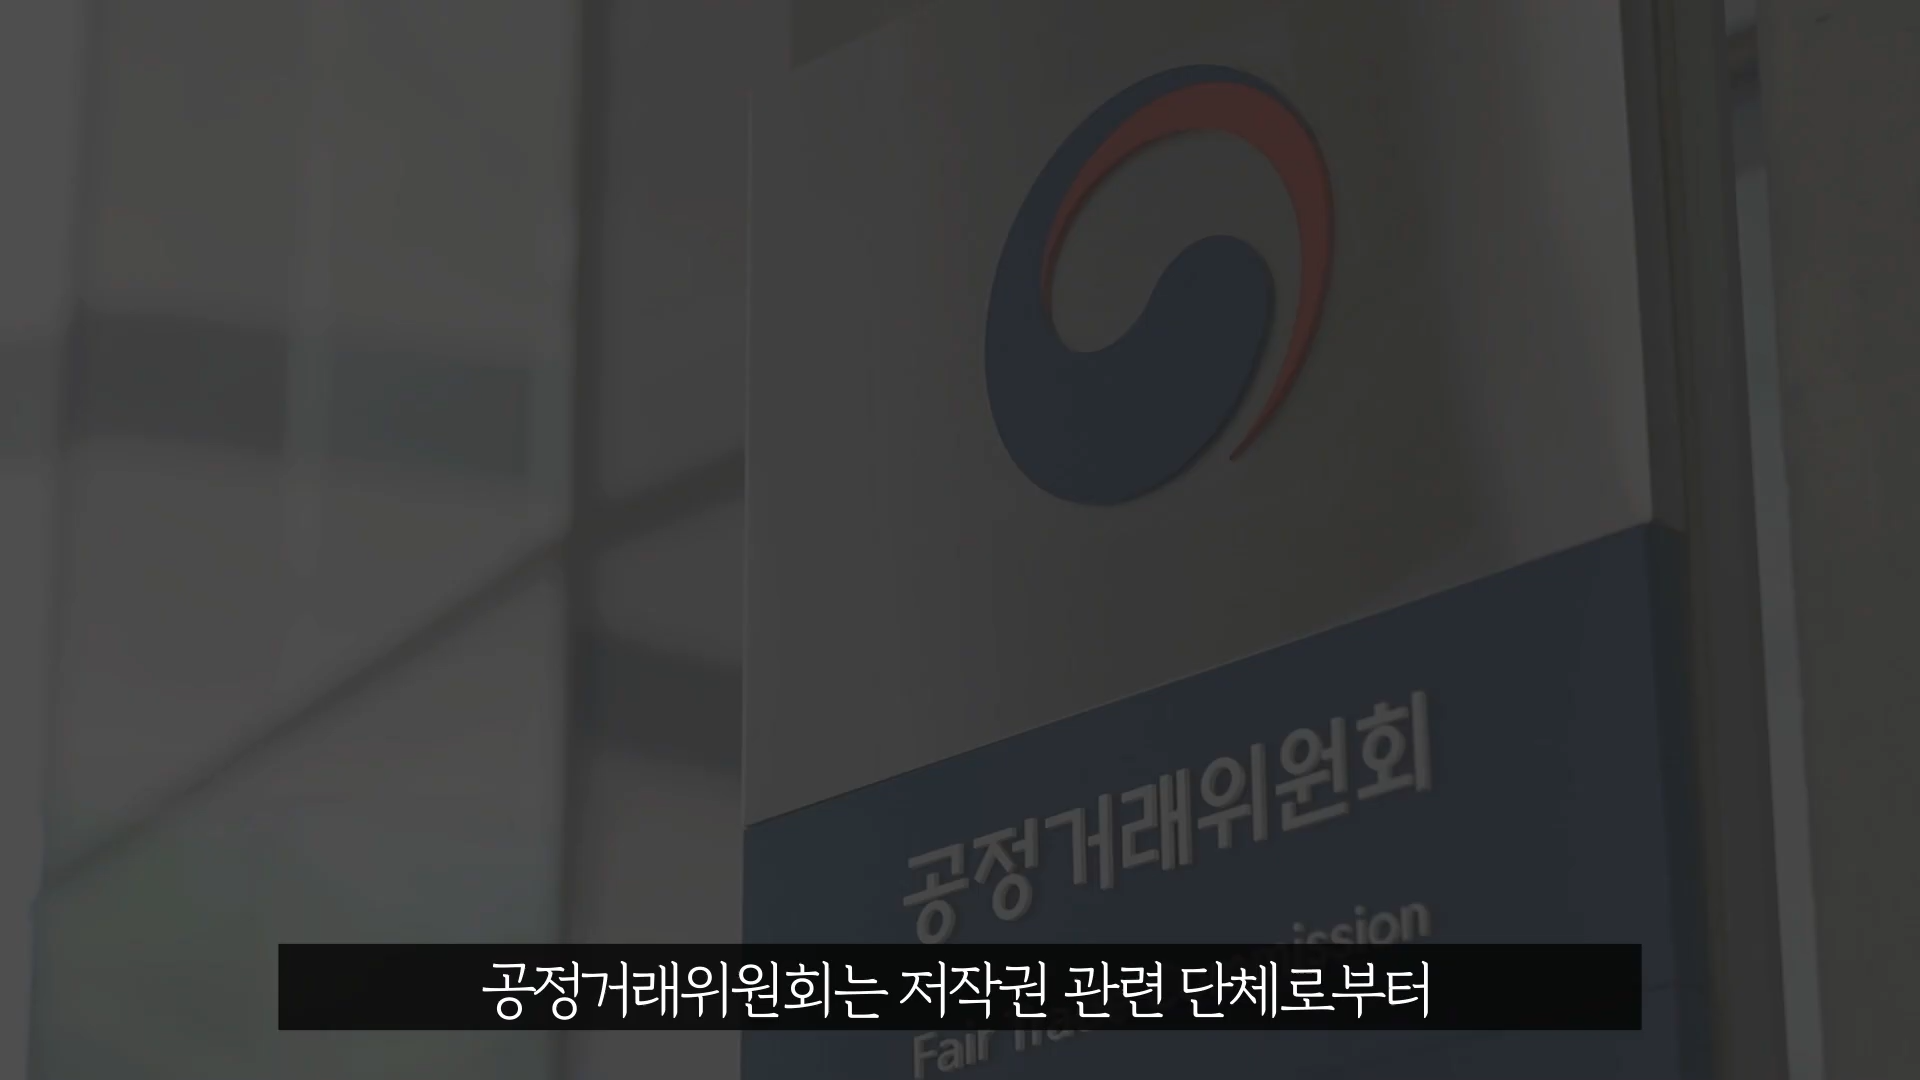 공정거래위원회
공정거래위원회는 저작권 관련 단체로부터
Fair